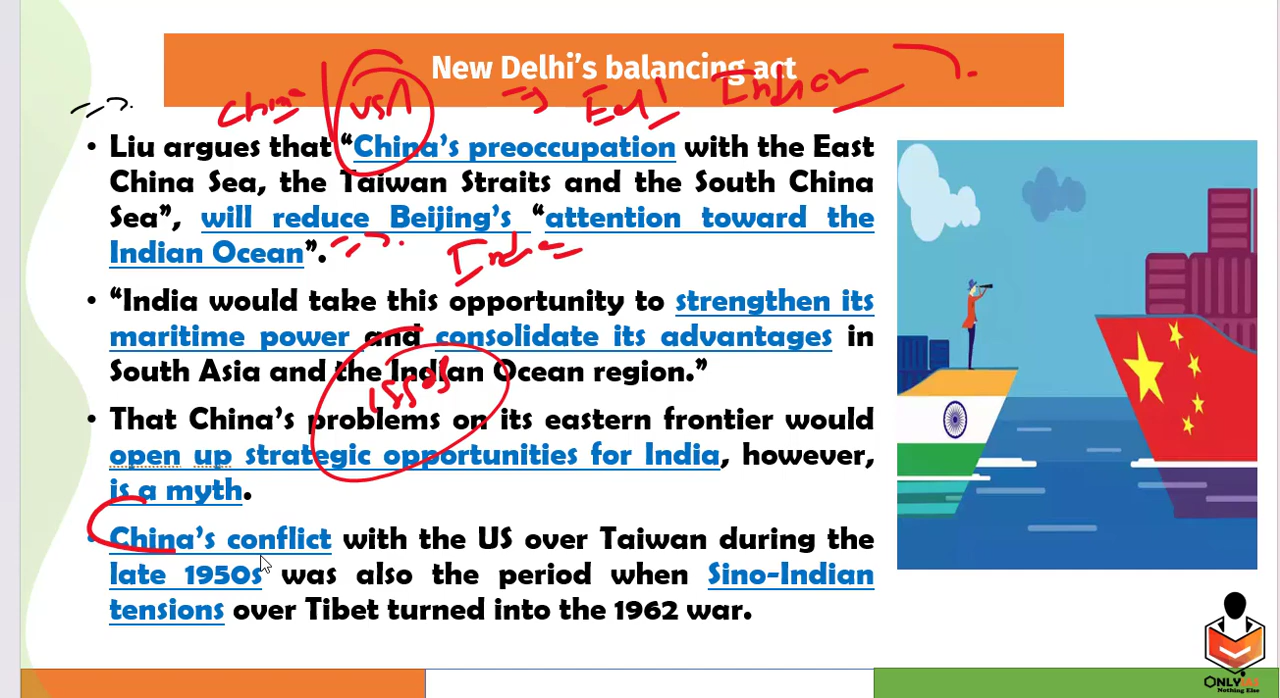 New Delhi's balancing act
China USA
• Liu argues that "China's preoccupation with the East
China Sea, the Taiwan Straits and the South China
Sea", will reduce Beijing's "attention toward the
Indian Ocean".
India
• "India would take this opportunity to strengthen its
maritime power and consolidate its advantages in
South Asia and the Indian Ocean region."
• That China's problems on its eastern frontier would
open up strategic opportunities for India, however,
is a myth.
• China's conflict with the US over Taiwan during the
late 1950s was also the period when Sino-Indian
tensions over Tibet turned into the 1962 war.
Nothing Else